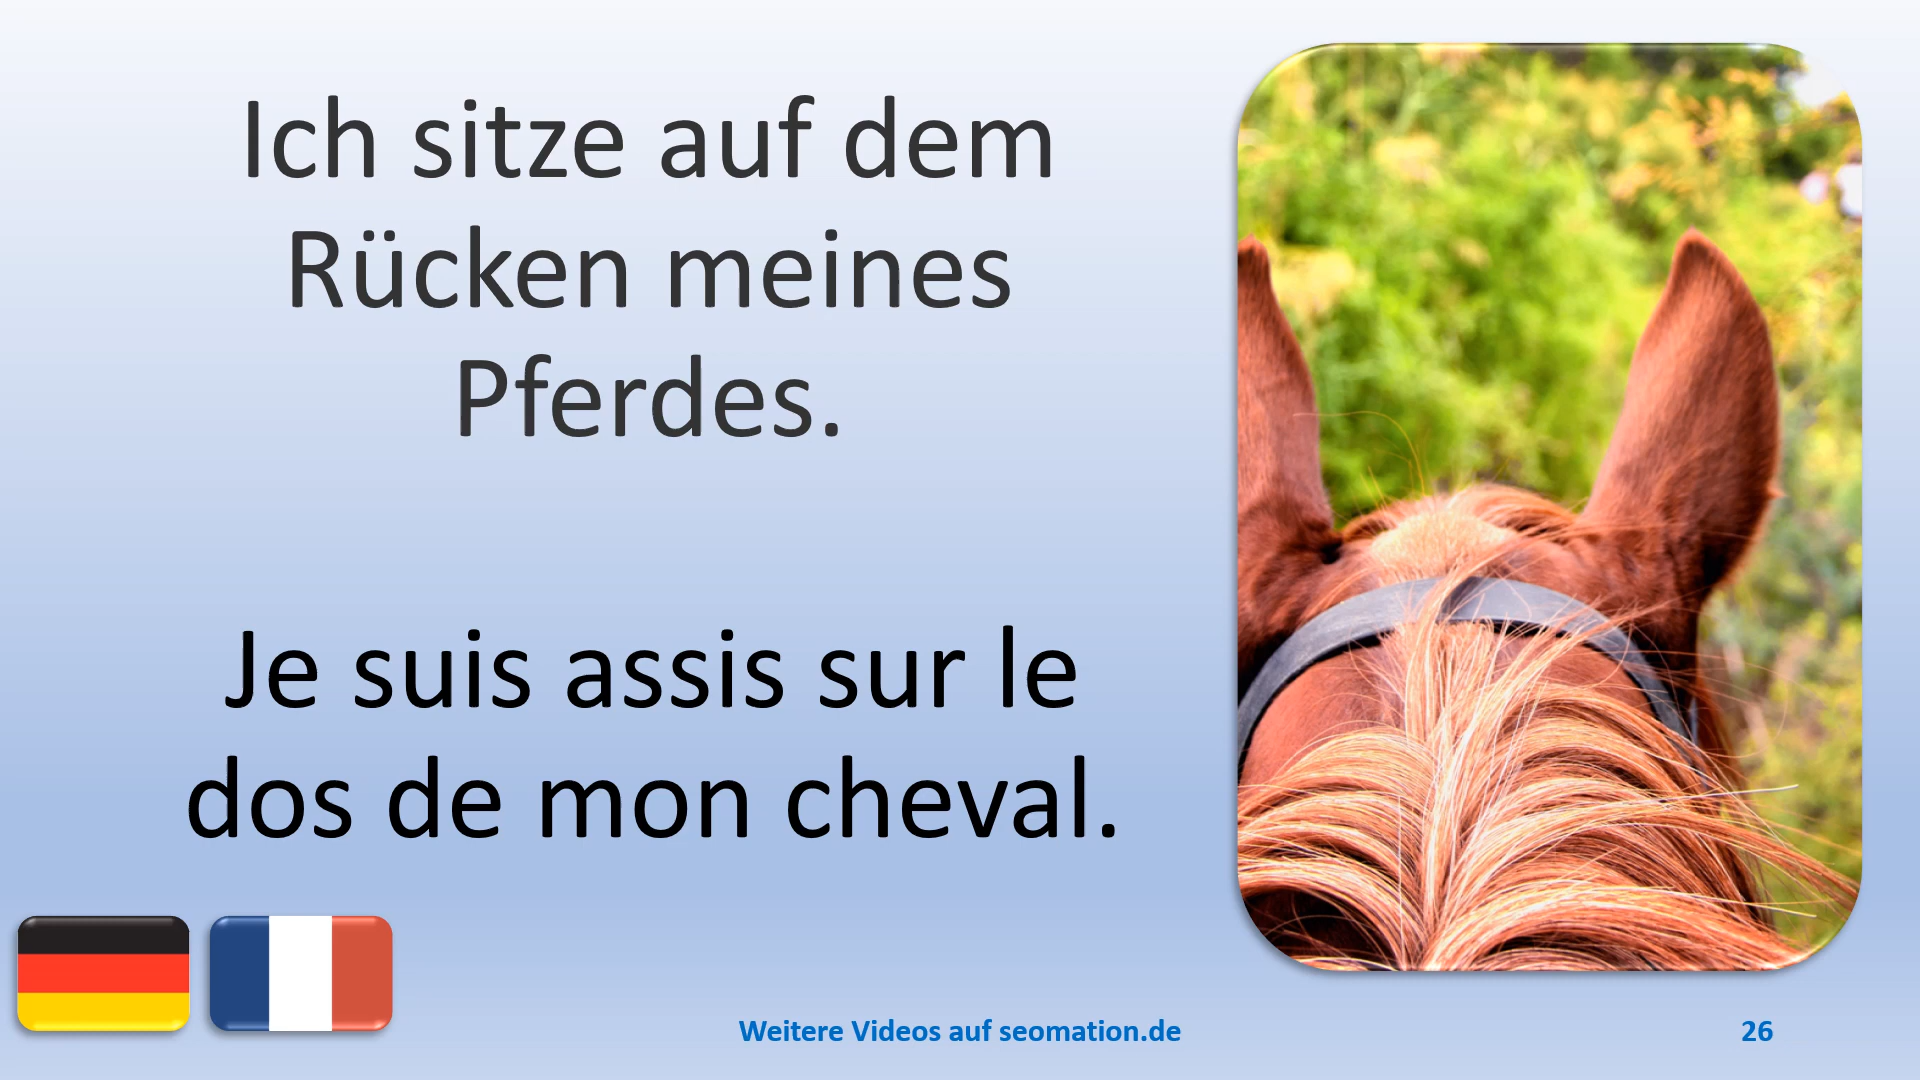 Ich sitze auf dem
Rücken meines
Pferdes.
Je suis assis sur le
dos de mon cheval.
Weitere Videos auf seomation.de
26